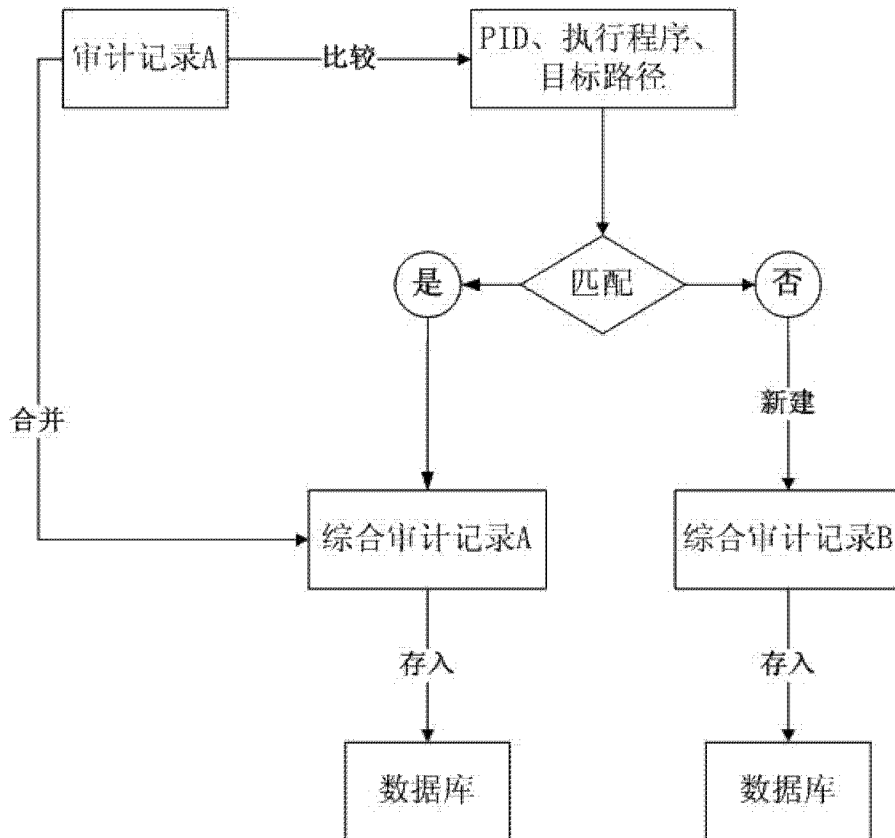 审计记录A
比较
PID、执行程序、
目标路径
是
匹配
否
合并
新建
综合审计记录A
综合审计记录B
存入
存入
数据库
数据库